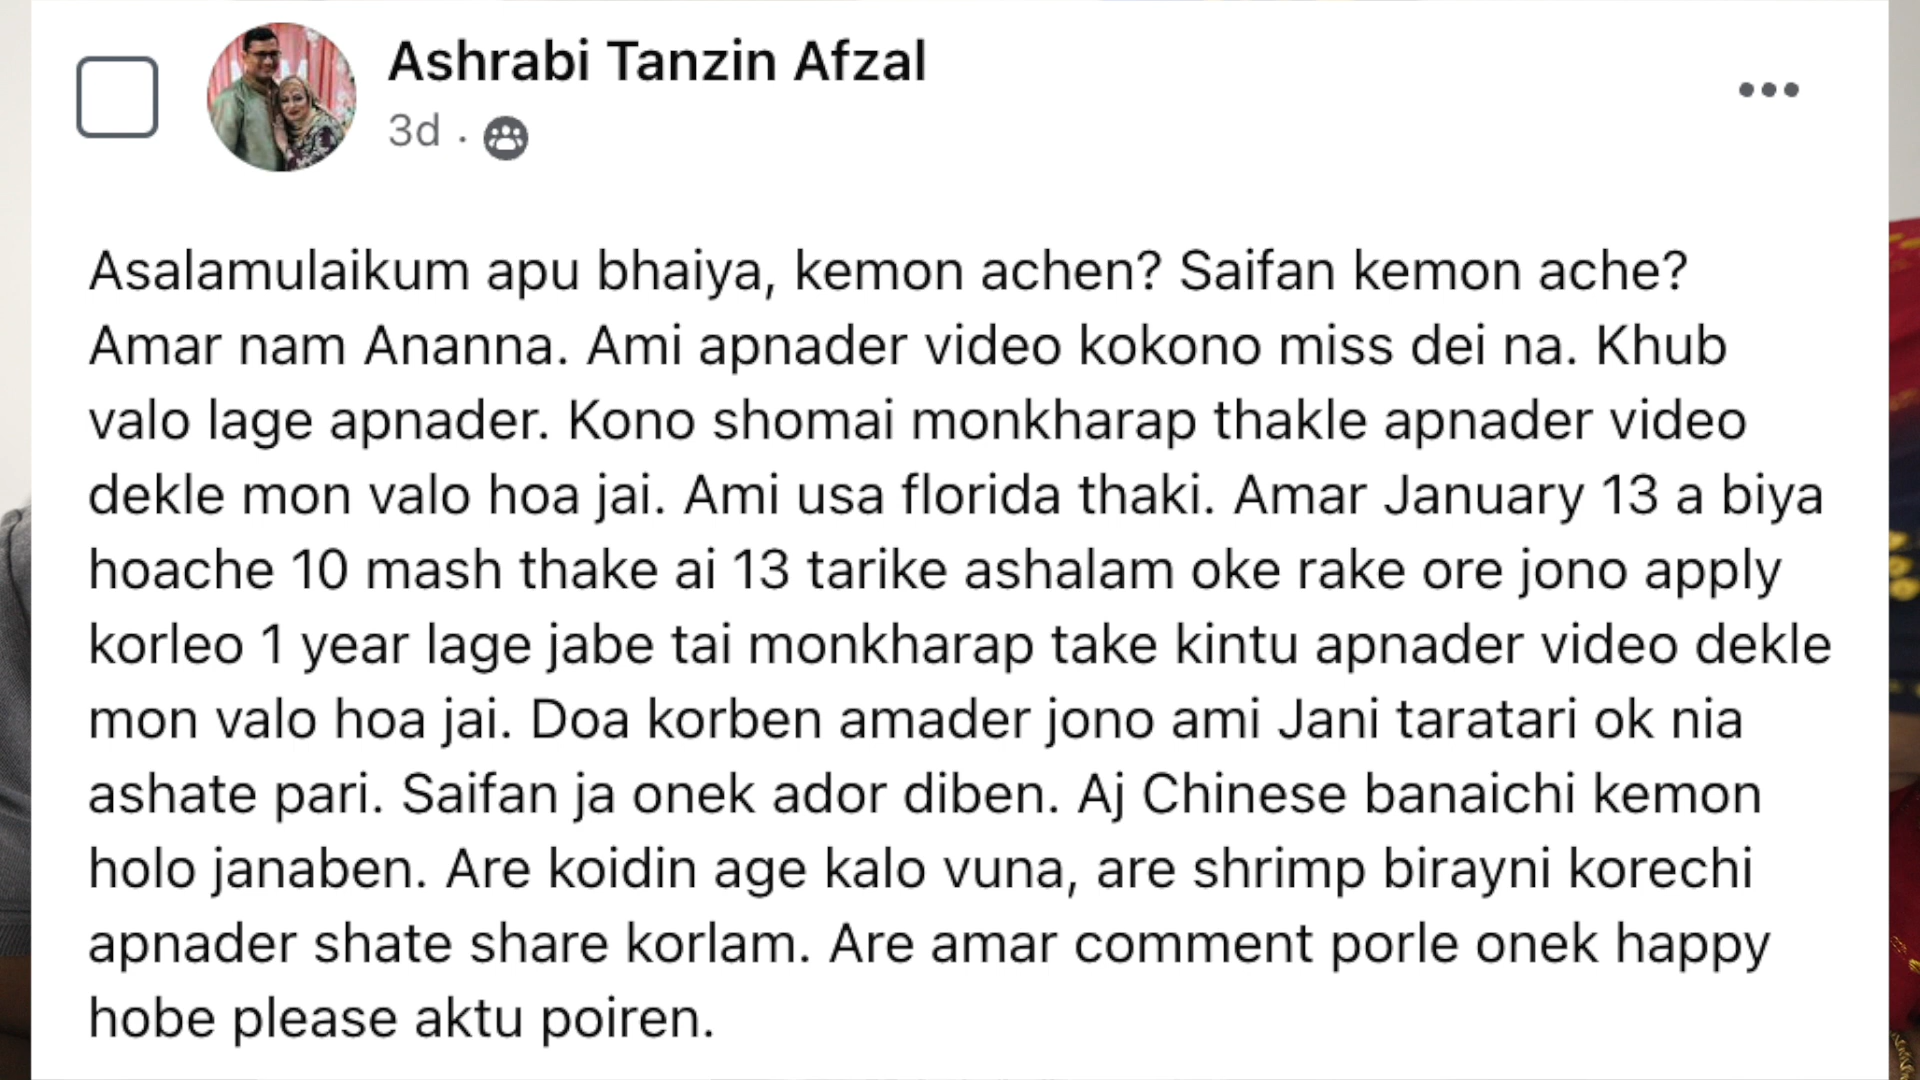 Ashrabi Tanzin Afzal
3d .
Asalamulaikum apu bhaiya, kemon achen? Saifan kemon ache?
Amar nam Ananna. Ami apnader video kokono miss dei na. Khub
valo lage apnader. Kono shomai monkharap thakle apnader video
dekle mon valo hoa jai. Ami usa florida thaki. Amar January 13 a biya
hoache 10 mash thake ai 13 tarike ashalam oke rake ore jono apply
korleo 1 year lage jabe tai monkharap take kintu apnader video dekle
mon valo hoa jai. Doa korben amader jono ami Jani taratari ok nia
ashate pari. Saifan ja onek ador diben. Aj Chinese banaichi kemon
holo janaben. Are koidin age kalo vuna, are shrimp birayni korechi
apnader shate share korlam. Are amar comment porle onek happy
hobe please aktu poiren.